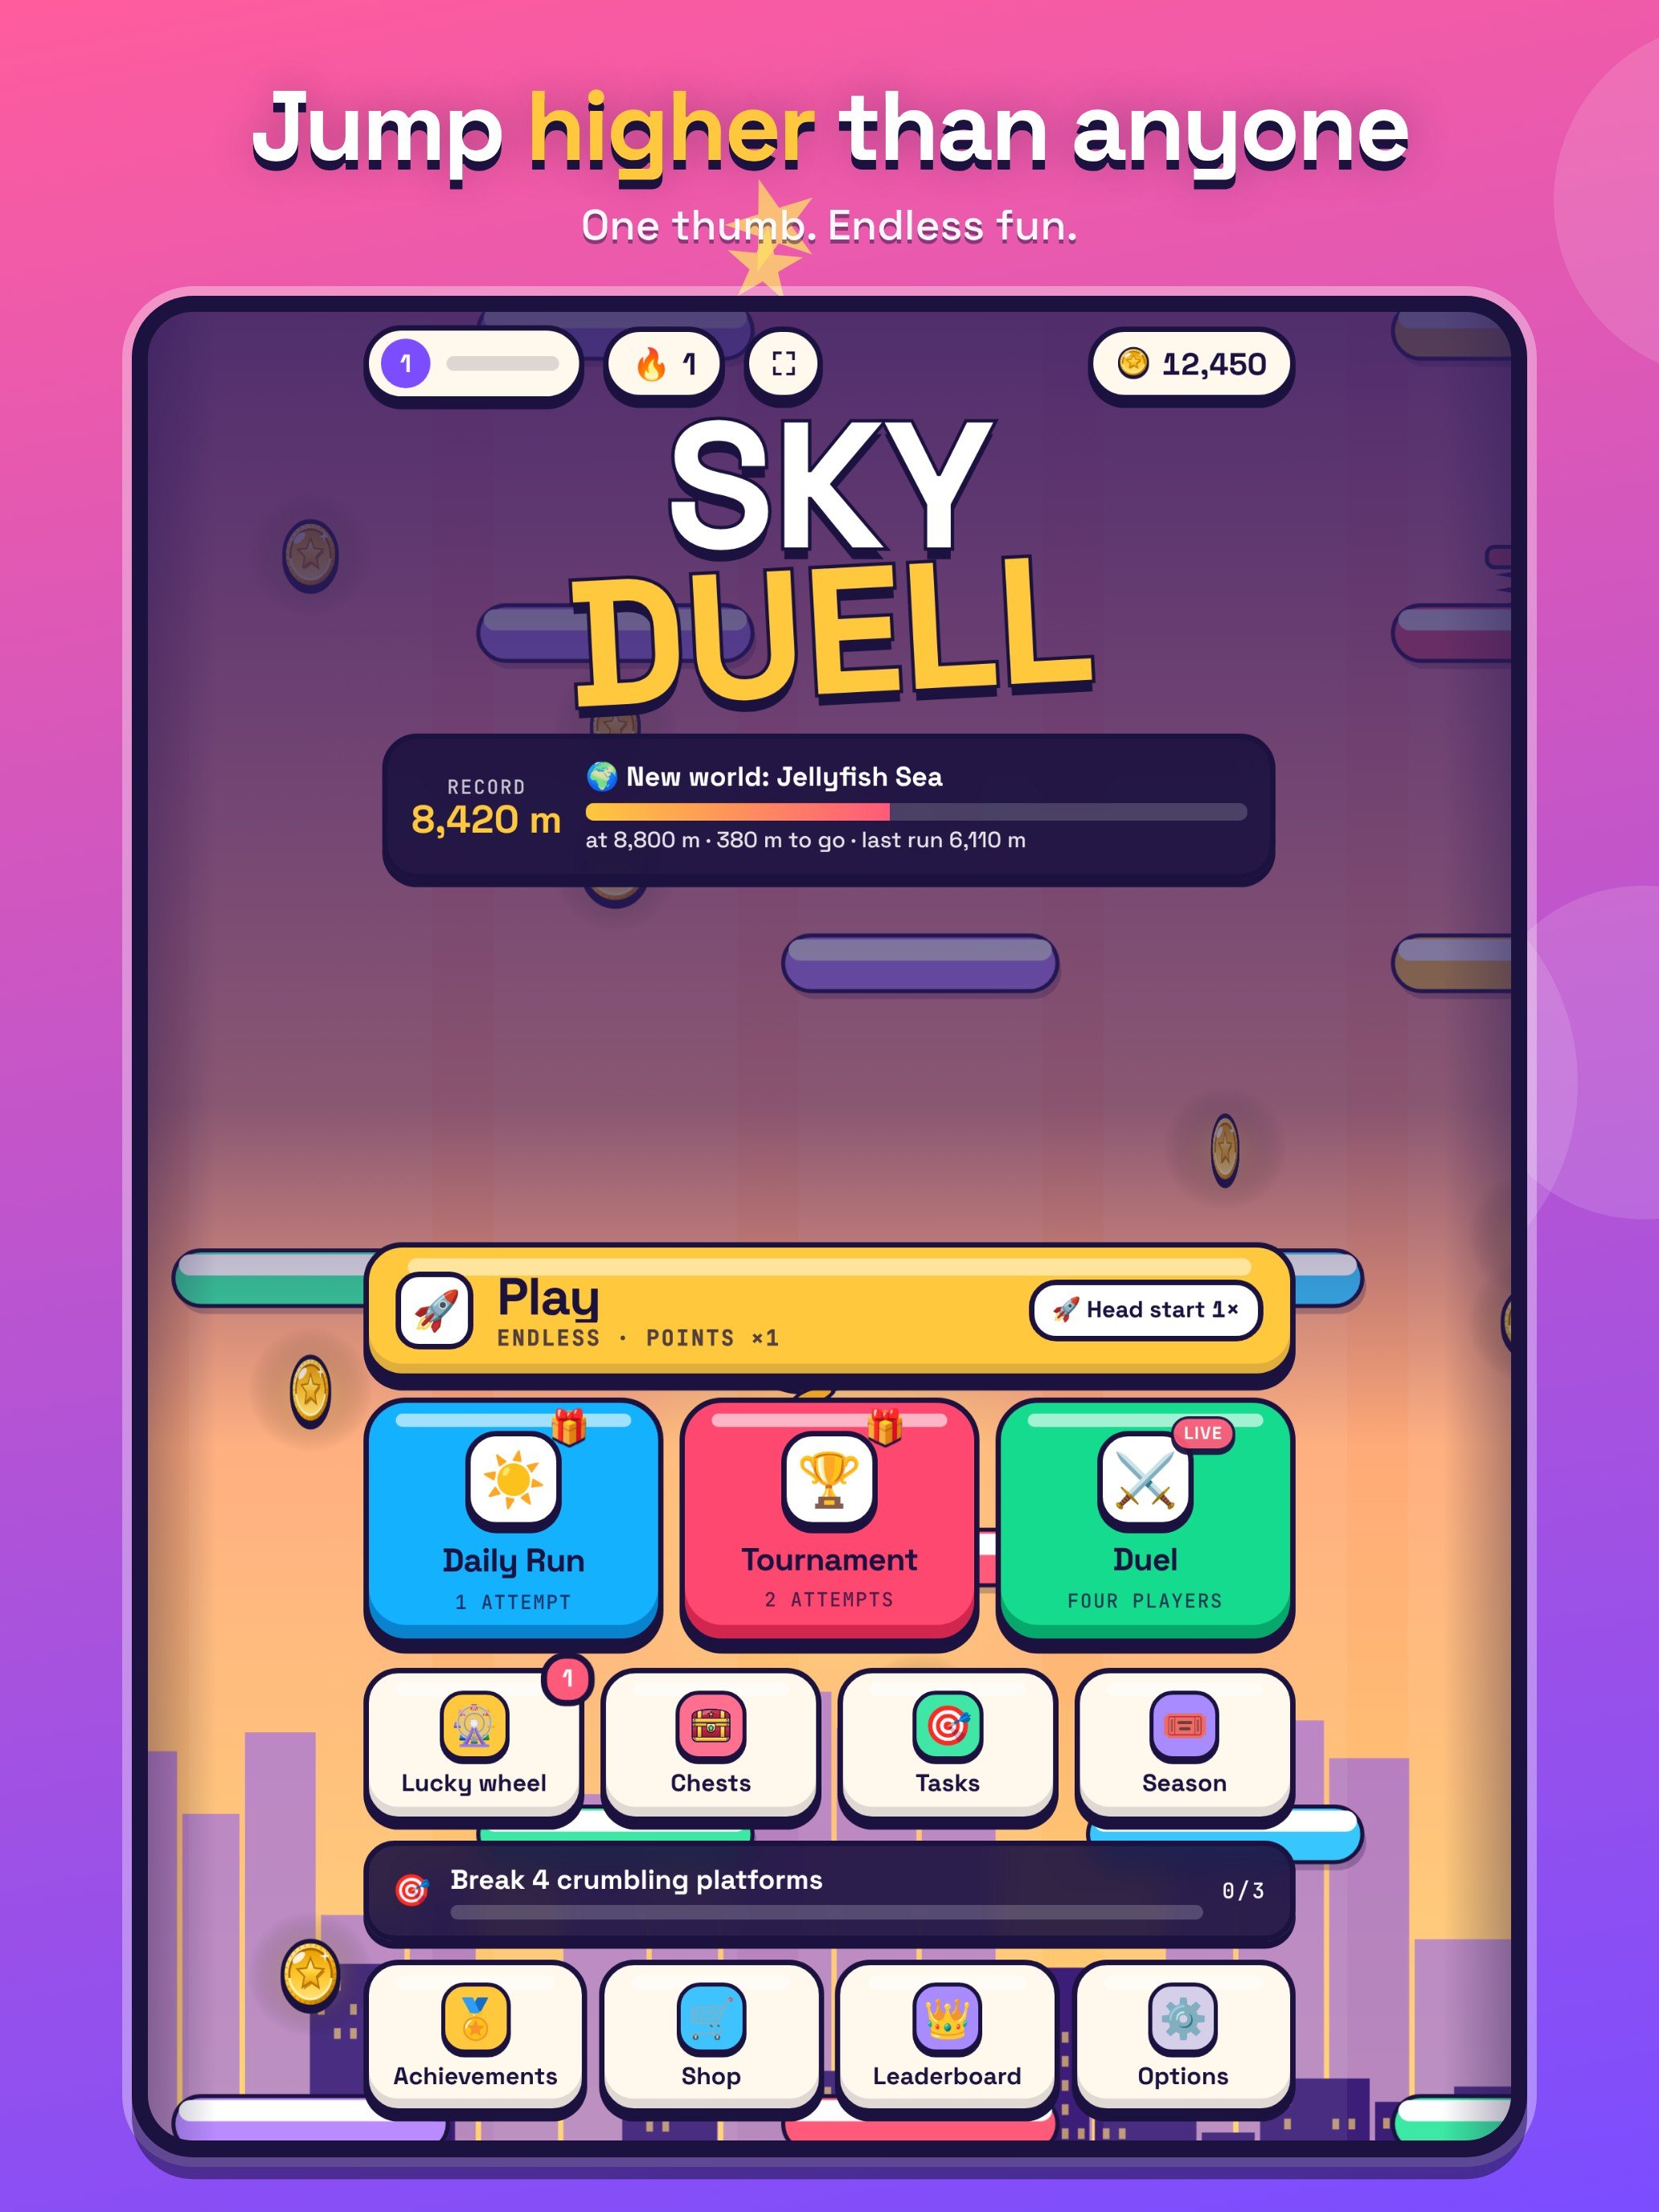 Jump higher than anyone
One thumb. Endless fun.
1
🔥 1
12,450
SKY
DUELL
RECORD
8,420 m
🌍 New world: Jellyfish Sea
at 8,800 m · 380 m to go · last run 6,110 m
Play
ENDLESS · POINTS ×1
🚀 Head start 1×
Daily Run
1 ATTEMPT
Tournament
2 ATTEMPTS
LIVE
Duel
FOUR PLAYERS
1
Lucky wheel
Chests
Tasks
Season
Break 4 crumbling platforms
0/3
Achievements
Shop
Leaderboard
Options